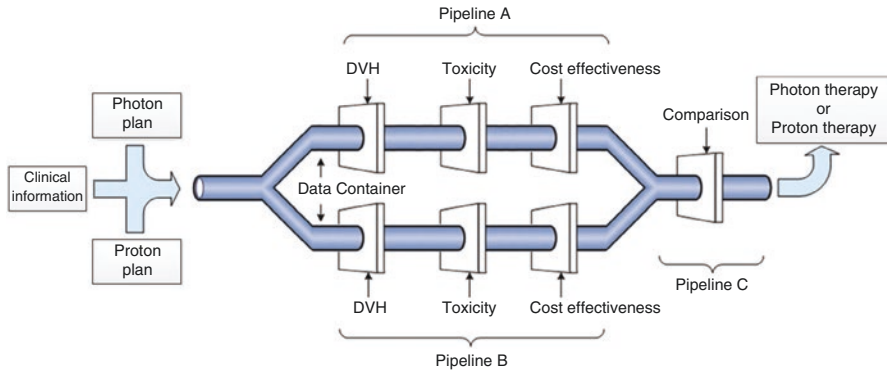 Pipeline A
DVH
Toxicity
Cost effectiveness
Photon
plan
Comparison
Photon therapy
or
Proton therapy
Clinical
information
Data Container
Proton
plan
Pipeline C
DVH
Toxicity
Cost effectiveness
Pipeline B